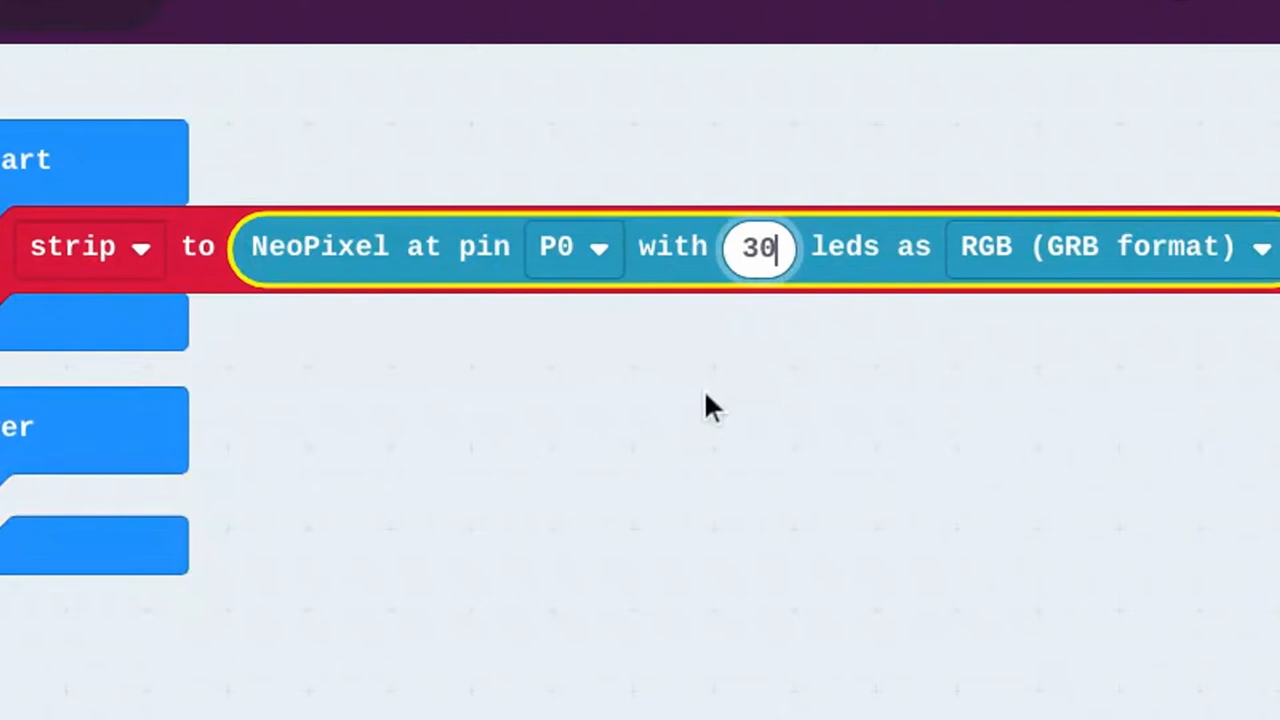 art
strip to NeoPixel at pin P0 with 30 leds as RGB (GRB format)
er